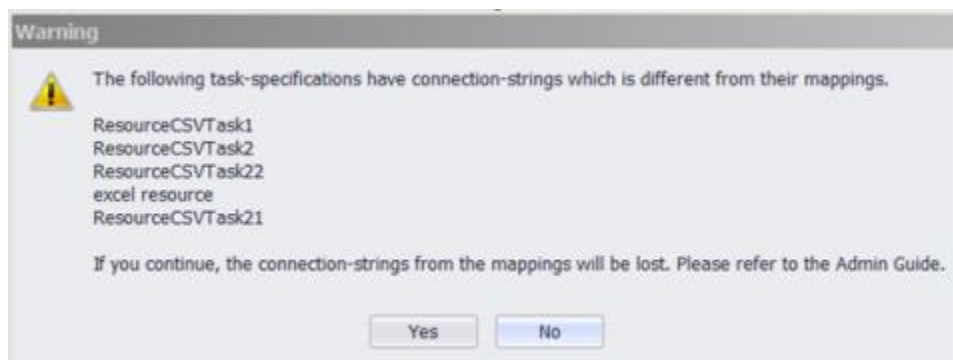 Warning
The following task-specifications have connection-strings which is different from their mappings.
ResourceCSVTask1
ResourceCSVTask2
ResourceCSVTask22
excel resource
ResourceCSVTask21
If you continue, the connection-strings from the mappings will be lost. Please refer to the Admin Guide.
Yes No